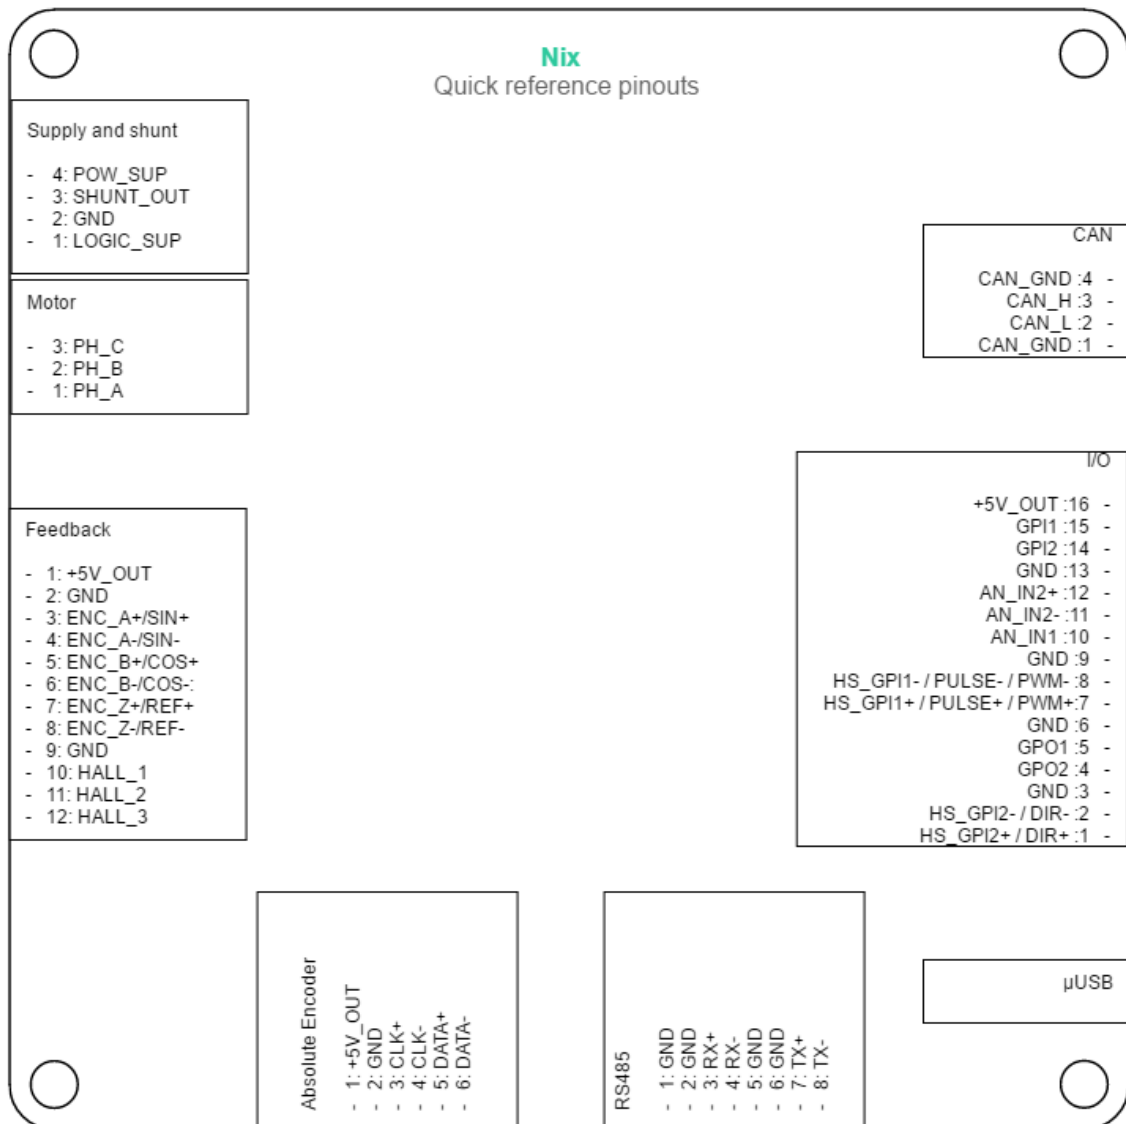 Nix
Quick reference pinouts
Supply and shunt
- 4: POW_SUP
- 3: SHUNT_OUT
- 2: GND
- 1: LOGIC_SUP
Motor
- 3: PH_C
- 2: PH_B
- 1: PH_A
Feedback
- 1: +5V_OUT
- 2: GND
- 3: ENC_A+/SIN+
- 4: ENC_A-/SIN-
- 5: ENC_B+/COS+
- 6: ENC_B-/COS-:
- 7: ENC_Z+/REF+
- 8: ENC_Z-/REF-
- 9: GND
- 10: HALL_1
- 11: HALL_2
- 12: HALL_3
CAN
CAN_GND :4 -
CAN_H :3 -
CAN_L :2 -
CAN_GND :1 -
I/O
+5V_OUT :16 -
GPI1 :15 -
GPI2 :14 -
GND :13 -
AN_IN2+ :12 -
AN_IN2- :11 -
AN_IN1 :10 -
GND :9 -
HS_GPI1- / PULSE- / PWM- :8 -
HS_GPI1+ / PULSE+ / PWM+:7 -
GND :6 -
GPO1 :5 -
GPO2 :4 -
GND :3 -
HS_GPI2- / DIR- :2 -
HS_GPI2+ / DIR+ :1 -
Absolute Encoder
- 1: +5V_OUT
- 2: GND
- 3: CLK+
- 4: CLK-
- 5: DATA+
- 6: DATA-
RS485
- 1: GND
- 2: GND
- 3: RX+
- 4: RX-
- 5: GND
- 6: GND
- 7: TX+
- 8: TX-
µUSB